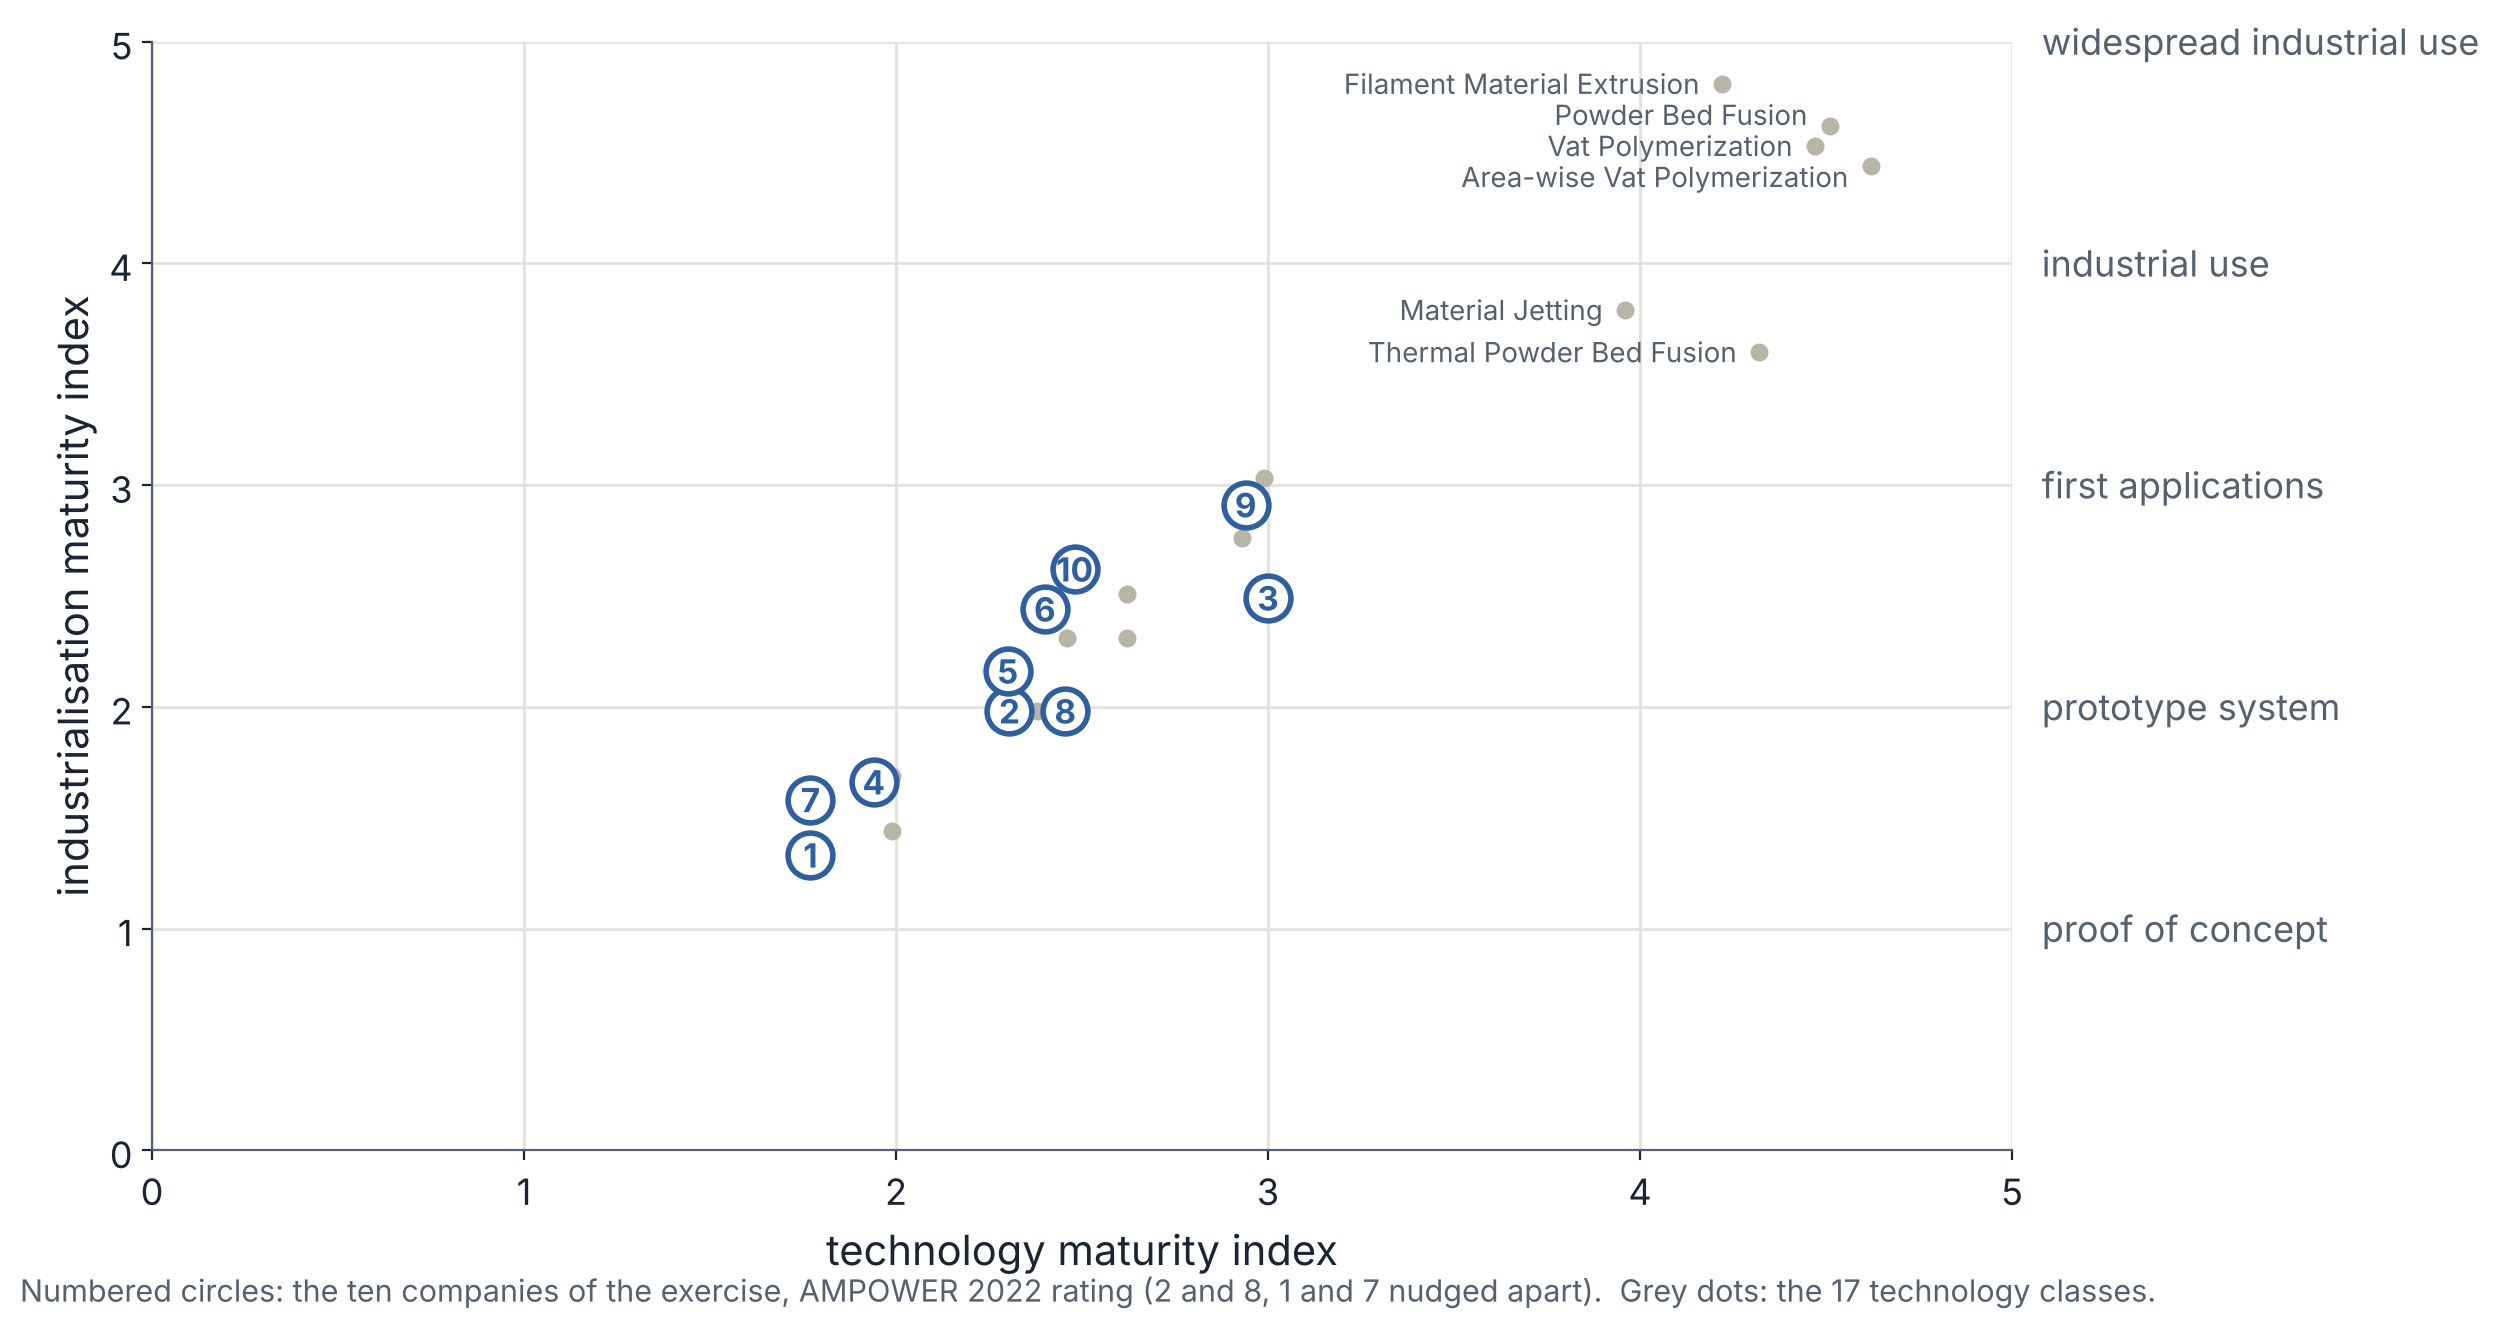 5
widespread industrial use
Filament Material Extrusion
Powder Bed Fusion
Vat Polymerization
Area-wise Vat Polymerization
4
industrial use
Material Jetting
Thermal Powder Bed Fusion
industrialisation maturity index
3
first applications
9
10
3
6
5
2
8
2
prototype system
4
7
1
1
proof of concept
0
0
1
2
3
4
5
technology maturity index
Numbered circles: the ten companies of the exercise, AMPOWER 2022 rating (2 and 8, 1 and 7 nudged apart). Grey dots: the 17 technology classes.